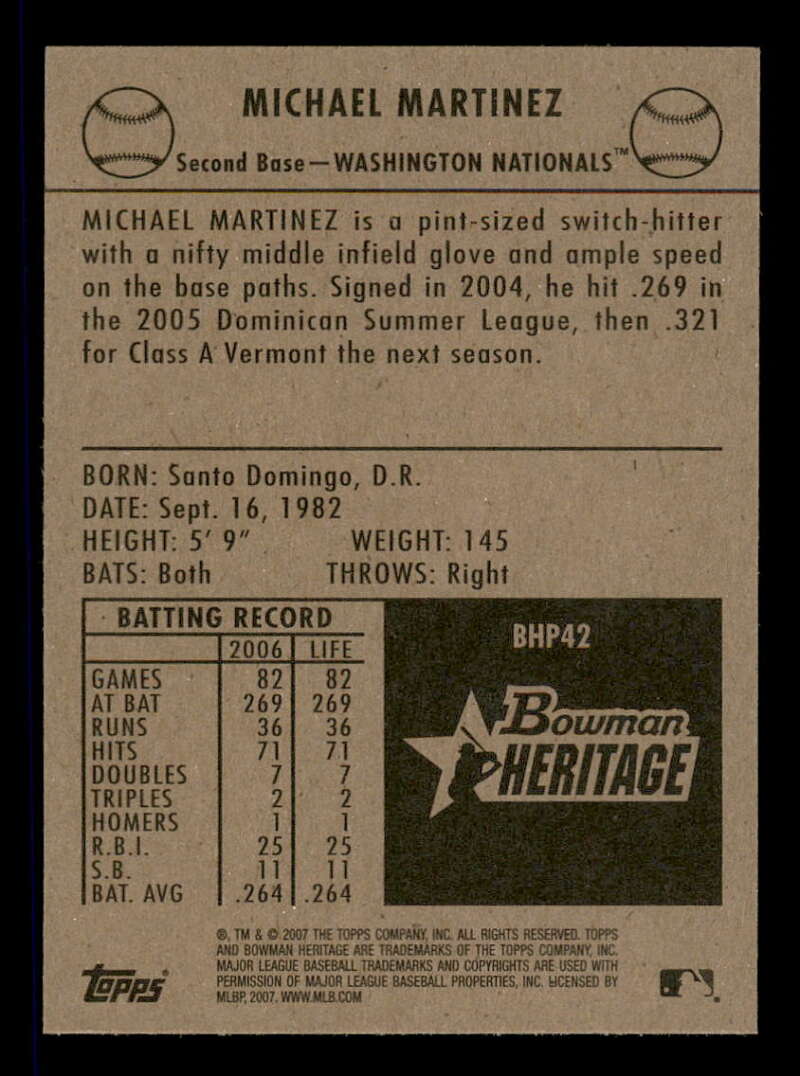 MICHAEL MARTINEZ
Second Base—WASHINGTON NATIONALS™
MICHAEL MARTINEZ is a pint-sized switch-hitter
with a nifty middle infield glove and ample speed
on the base paths. Signed in 2004, he hit .269 in
the 2005 Dominican Summer League, then .321
for Class A Vermont the next season.
BORN: Santo Domingo, D.R.
DATE: Sept. 16, 1982
HEIGHT: 5' 9" WEIGHT: 145
BATS: Both THROWS: Right
BATTING RECORD
2006 LIFE
GAMES 82 82
AT BAT 269 269
RUNS 36 36
HITS 71 71
DOUBLES 7 7
TRIPLES 2 2
HOMERS 1 1
R.B.I. 25 25
S.B. 11 11
BAT. AVG .264 .264
BHP42
Bowman
HERITAGE
®, TM & © 2007 THE TOPPS COMPANY, INC. ALL RIGHTS RESERVED. TOPPS
AND BOWMAN HERITAGE ARE TRADEMARKS OF THE TOPPS COMPANY, INC.
MAJOR LEAGUE BASEBALL TRADEMARKS AND COPYRIGHTS ARE USED WITH
PERMISSION OF MAJOR LEAGUE BASEBALL PROPERTIES, INC. LICENSED BY
MLBP, 2007. WWW.MLB.COM
Topps®